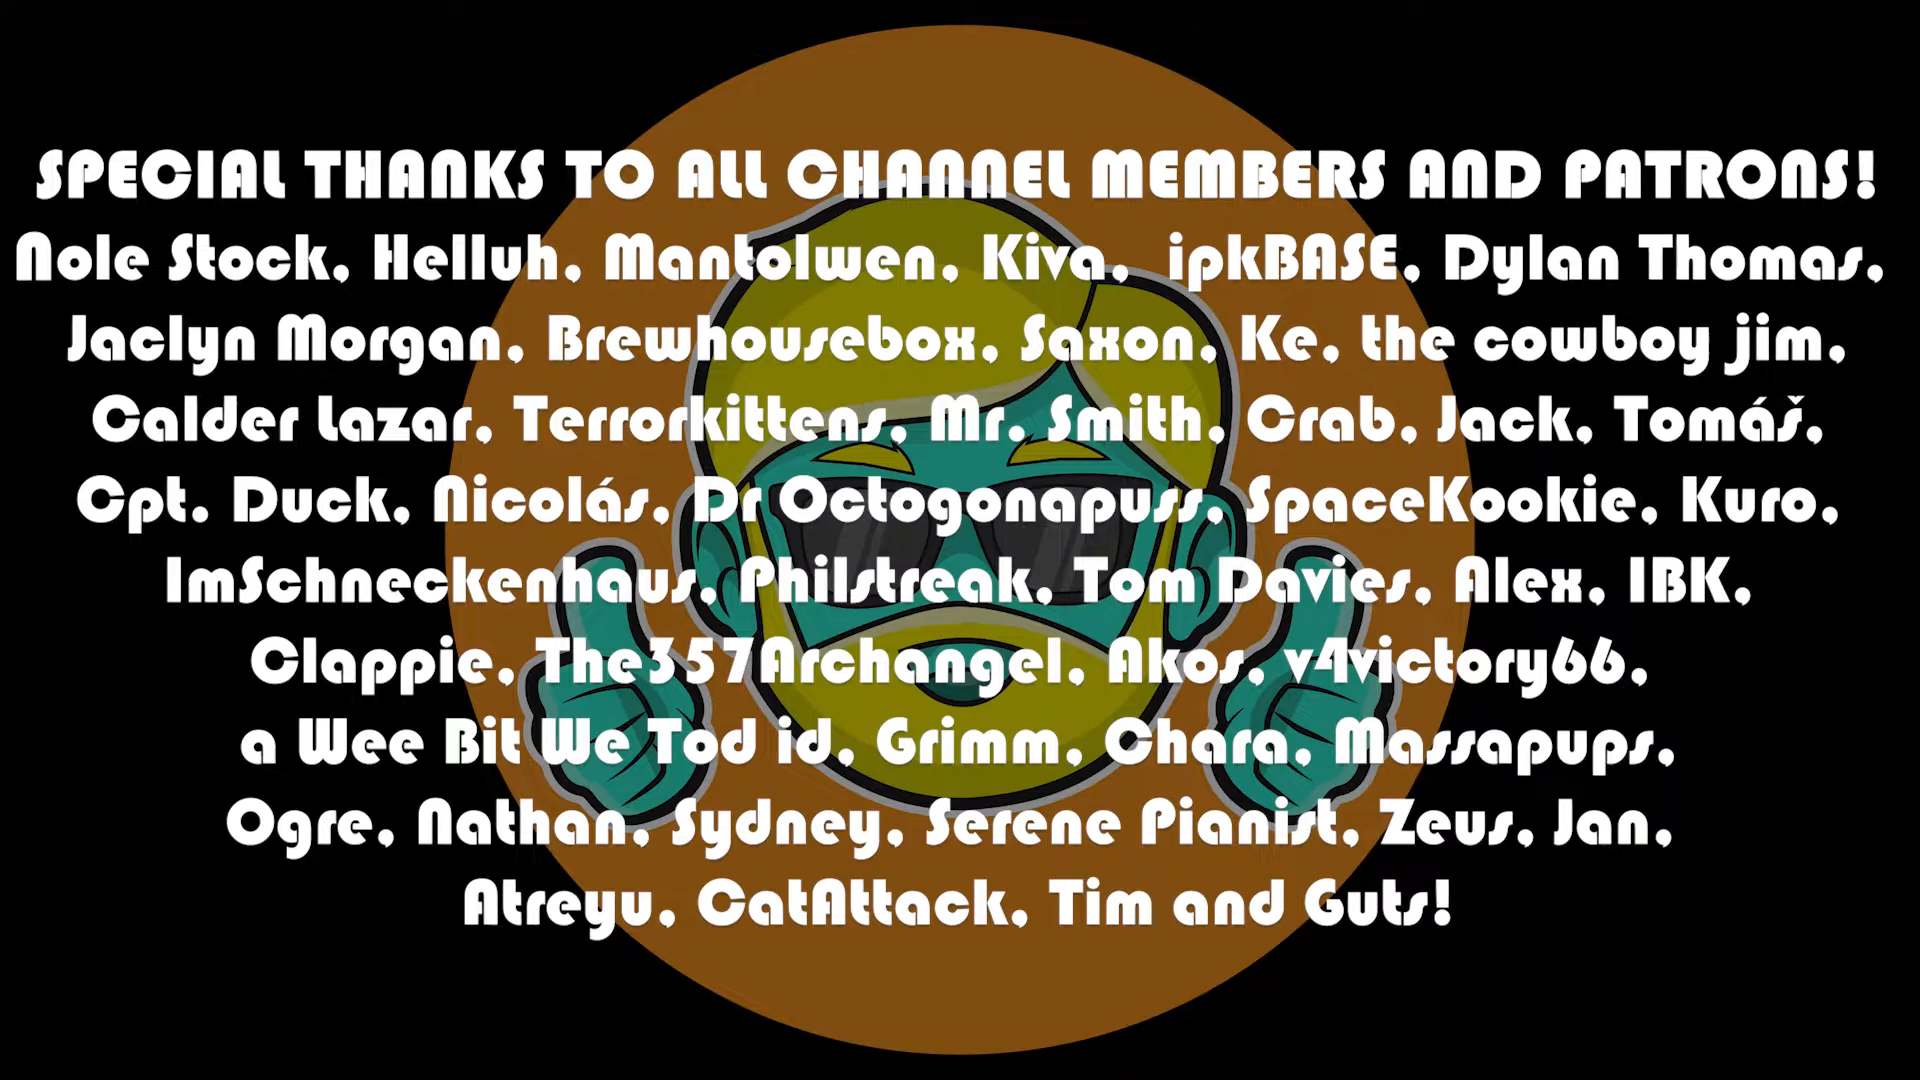 SPECIAL THANKS TO ALL CHANNEL MEMBERS AND PATRONS!
Nole Stock, Helluh, Mantolwen, Kiva, ipkBASE, Dylan Thomas,
Jaclyn Morgan, Brewhousebox, Saxon, Ke, the cowboy jim,
Calder Lazar, Terrorkittens, Mr. Smith, Crab, Jack, Tomáš,
Cpt. Duck, Nicolás, Dr Octogonapuss, SpaceKookie, Kuro,
ImSchneckenhaus, Philstreak, Tom Davies, Alex, IBK,
Clappie, The357Archangel, Akos, v4victory66,
a Wee Bit We Tod id, Grimm, Chara, Massapups,
Ogre, Nathan, Sydney, Serene Pianist, Zeus, Jan,
Atreyu, CatAttack, Tim and Guts!